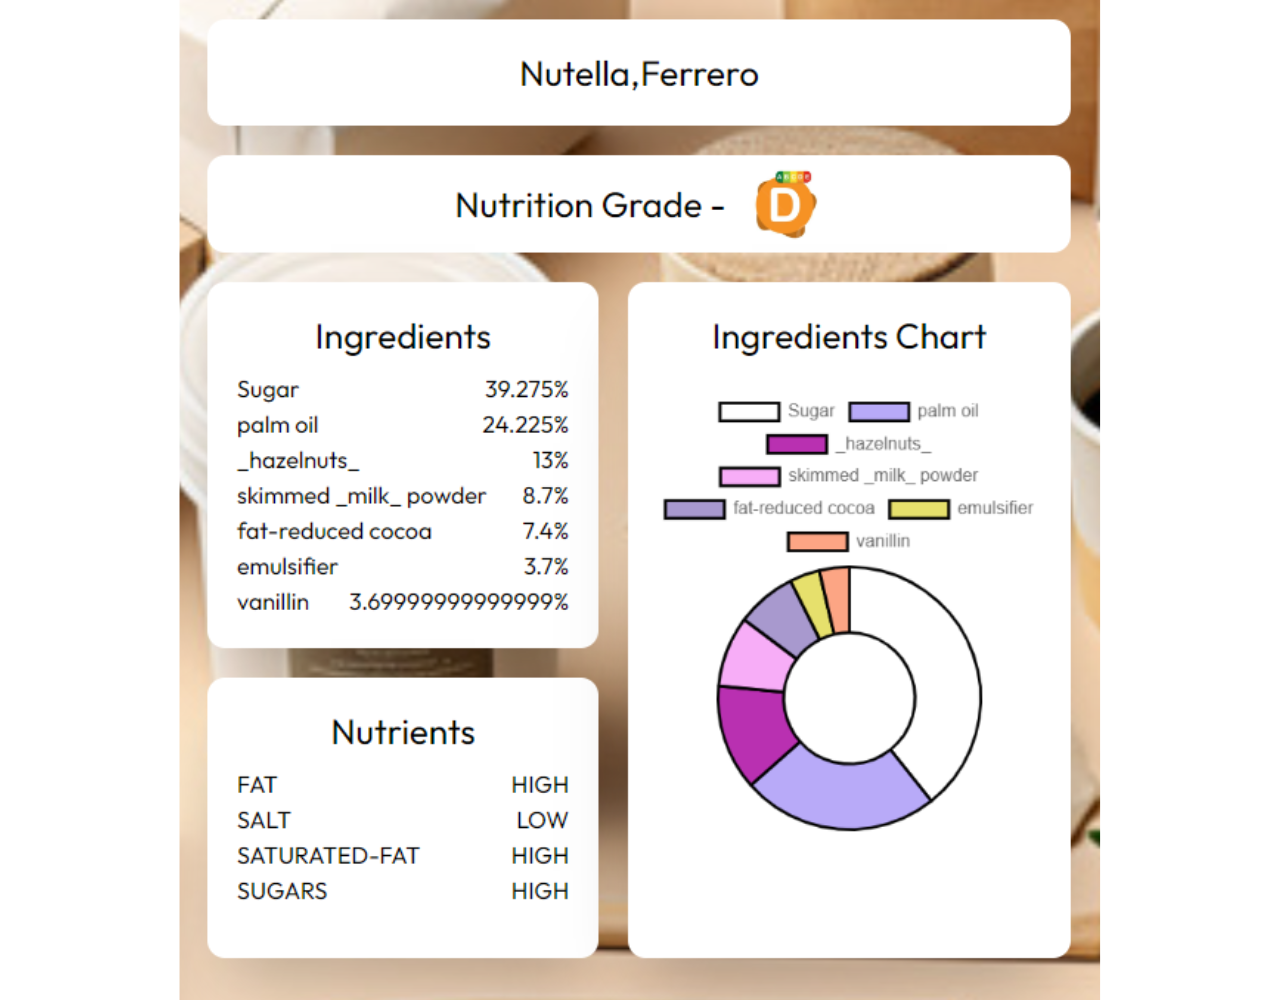 Nutella,Ferrero
Nutrition Grade -
ABCDE
D
Ingredients
Sugar 39.275%
palm oil 24.225%
_hazelnuts_ 13%
skimmed _milk_ powder 8.7%
fat-reduced cocoa 7.4%
emulsifier 3.7%
vanillin 3.69999999999999%
Nutrients
FAT HIGH
SALT LOW
SATURATED-FAT HIGH
SUGARS HIGH
Ingredients Chart
Sugar palm oil
_hazelnuts_
skimmed _milk_ powder
fat-reduced cocoa emulsifier
vanillin